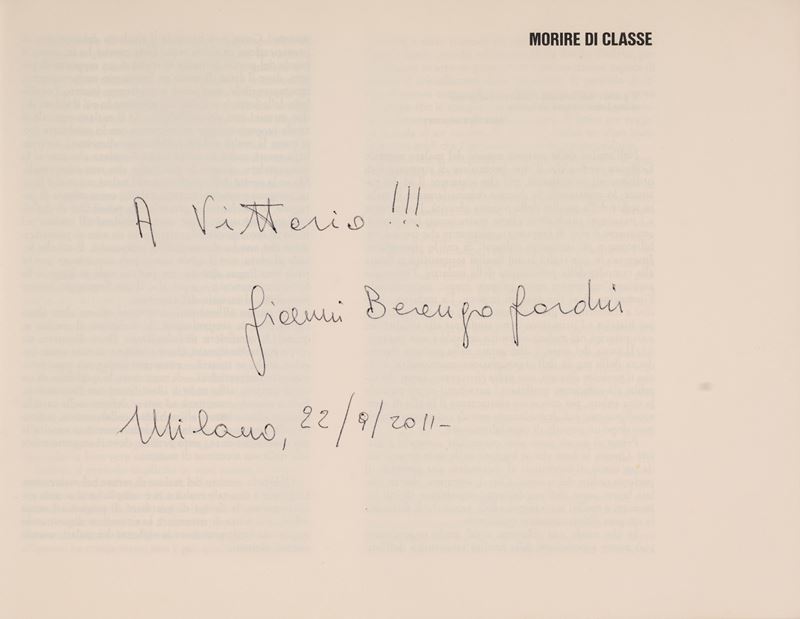 MORIRE DI CLASSE
A Vittorio !!!
Gianni Berengo Gardin
Milano, 22/9/2011-